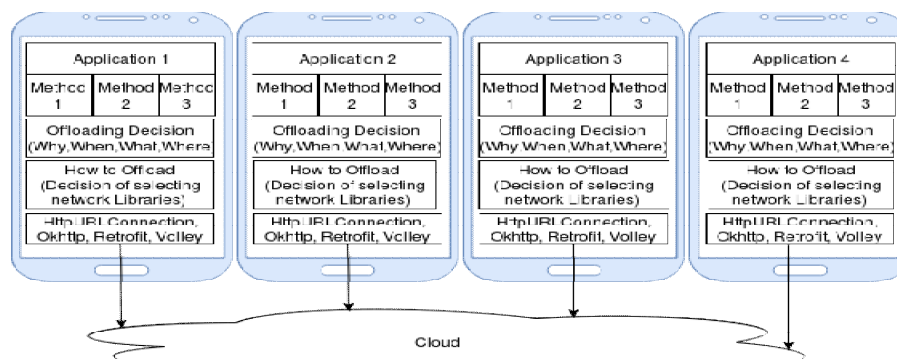 Application 1
Method 1
Method 2
Method 3
Offloading Decision
(Why,When,What,Where)
How to Offload
(Decision of selecting
network Libraries)
HttpURLConnection,
Okhttp, Retrofit, Volley
Application 2
Method 1
Method 2
Method 3
Offloading Decision
(Why,When,What,Where)
How to Offload
(Decision of selecting
network Libraries)
HttpURLConnection,
Okhttp, Retrofit, Volley
Application 3
Method 1
Method 2
Method 3
Offloading Decision
(Why,When,What,Where)
How to Offload
(Decision of selecting
network Libraries)
HttpURLConnection,
Okhttp, Retrofit, Volley
Application 4
Method 1
Method 2
Method 3
Offloading Decision
(Why,When,What,Where)
How to Offload
(Decision of selecting
network Libraries)
HttpURLConnection,
Okhttp, Retrofit, Volley
Cloud